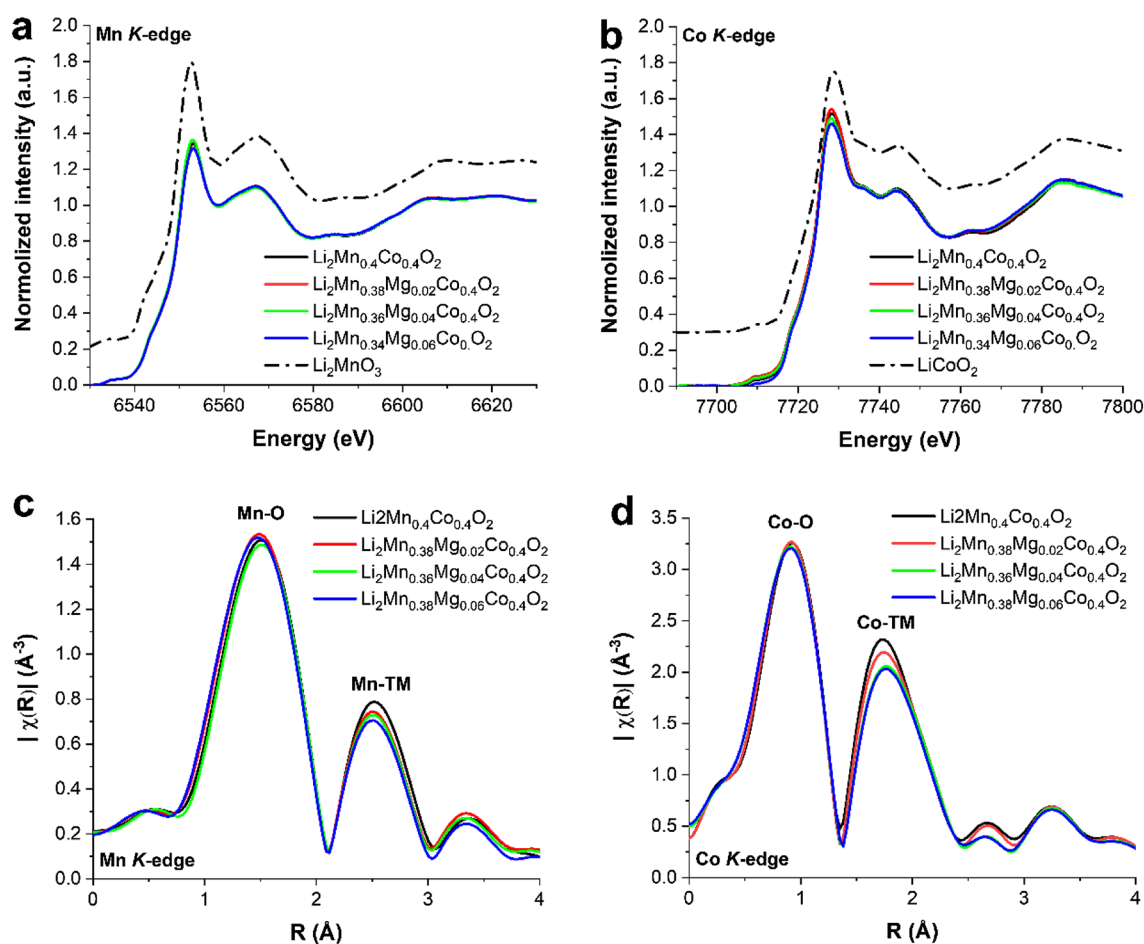 a
Mn K-edge
Normolized intensity (a.u.)
2.0
1.8
1.6
1.4
1.2
1.0
0.8
0.6
0.4
0.2
0.0
Li₂Mn₀.₄Co₀.₄O₂
Li₂Mn₀.₃₈Mg₀.₀₂Co₀.₄O₂
Li₂Mn₀.₃₆Mg₀.₀₄Co₀.₄O₂
Li₂Mn₀.₃₄Mg₀.₀₆Co₀.O₂
Li₂MnO₃
6540 6560 6580 6600 6620
Energy (eV)
b
Co K-edge
Normolized intensity (a.u.)
2.0
1.8
1.6
1.4
1.2
1.0
0.8
0.6
0.4
0.2
0.0
Li₂Mn₀.₄Co₀.₄O₂
Li₂Mn₀.₃₈Mg₀.₀₂Co₀.₄O₂
Li₂Mn₀.₃₆Mg₀.₀₄Co₀.₄O₂
Li₂Mn₀.₃₄Mg₀.₀₆Co₀.O₂
LiCoO₂
7700 7720 7740 7760 7780 7800
Energy (eV)
c
| χ(R)| (Å⁻³)
1.6
1.4
1.2
1.0
0.8
0.6
0.4
0.2
0.0
Mn-O
Li2Mn₀.₄Co₀.₄O₂
Li₂Mn₀.₃₈Mg₀.₀₂Co₀.₄O₂
Li₂Mn₀.₃₆Mg₀.₀₄Co₀.₄O₂
Li₂Mn₀.₃₈Mg₀.₀₆Co₀.₄O₂
Mn-TM
Mn K-edge
0 1 2 3 4
R (Å)
d
| χ(R)| (Å⁻³)
3.5
3.0
2.5
2.0
1.5
1.0
0.5
0.0
Co-O
Li2Mn₀.₄Co₀.₄O₂
Li₂Mn₀.₃₈Mg₀.₀₂Co₀.₄O₂
Li₂Mn₀.₃₆Mg₀.₀₄Co₀.₄O₂
Li₂Mn₀.₃₈Mg₀.₀₆Co₀.₄O₂
Co-TM
Co K-edge
0 1 2 3 4
R (Å)